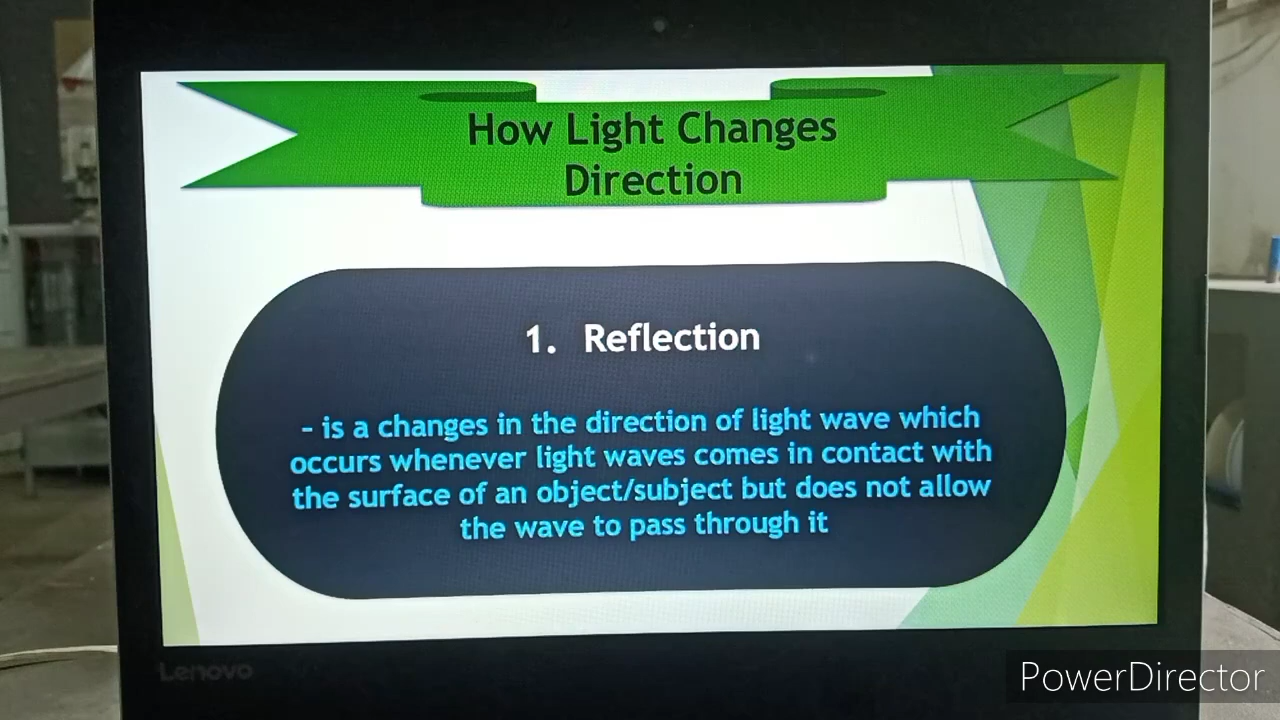 How Light Changes
Direction
1. Reflection
- is a changes in the direction of light wave which
occurs whenever light waves comes in contact with
the surface of an object/subject but does not allow
the wave to pass through it
Lenovo
PowerDirector